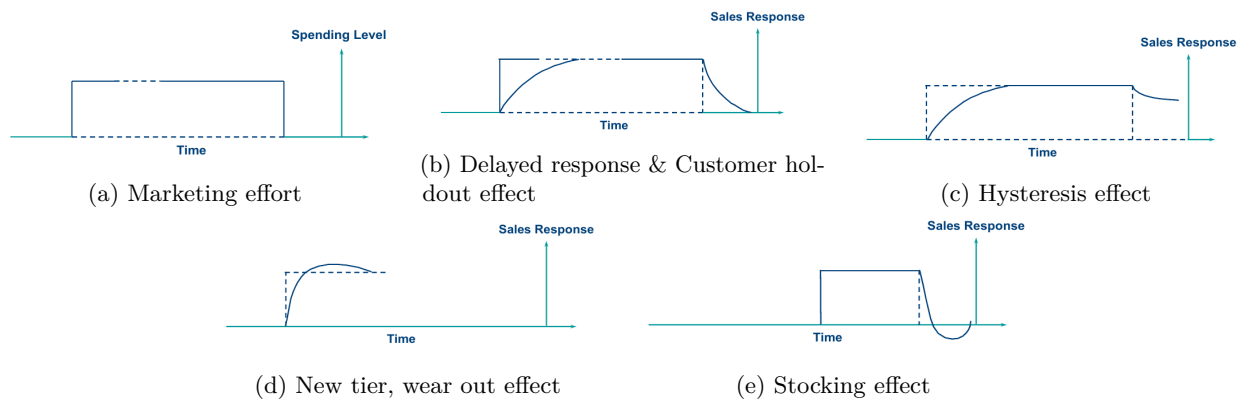 Spending Level
Time
(a) Marketing effort
Sales Response
Time
(b) Delayed response & Customer hol-
dout effect
Sales Response
Time
(c) Hysteresis effect
Sales Response
Time
(d) New tier, wear out effect
Sales Response
Time
(e) Stocking effect